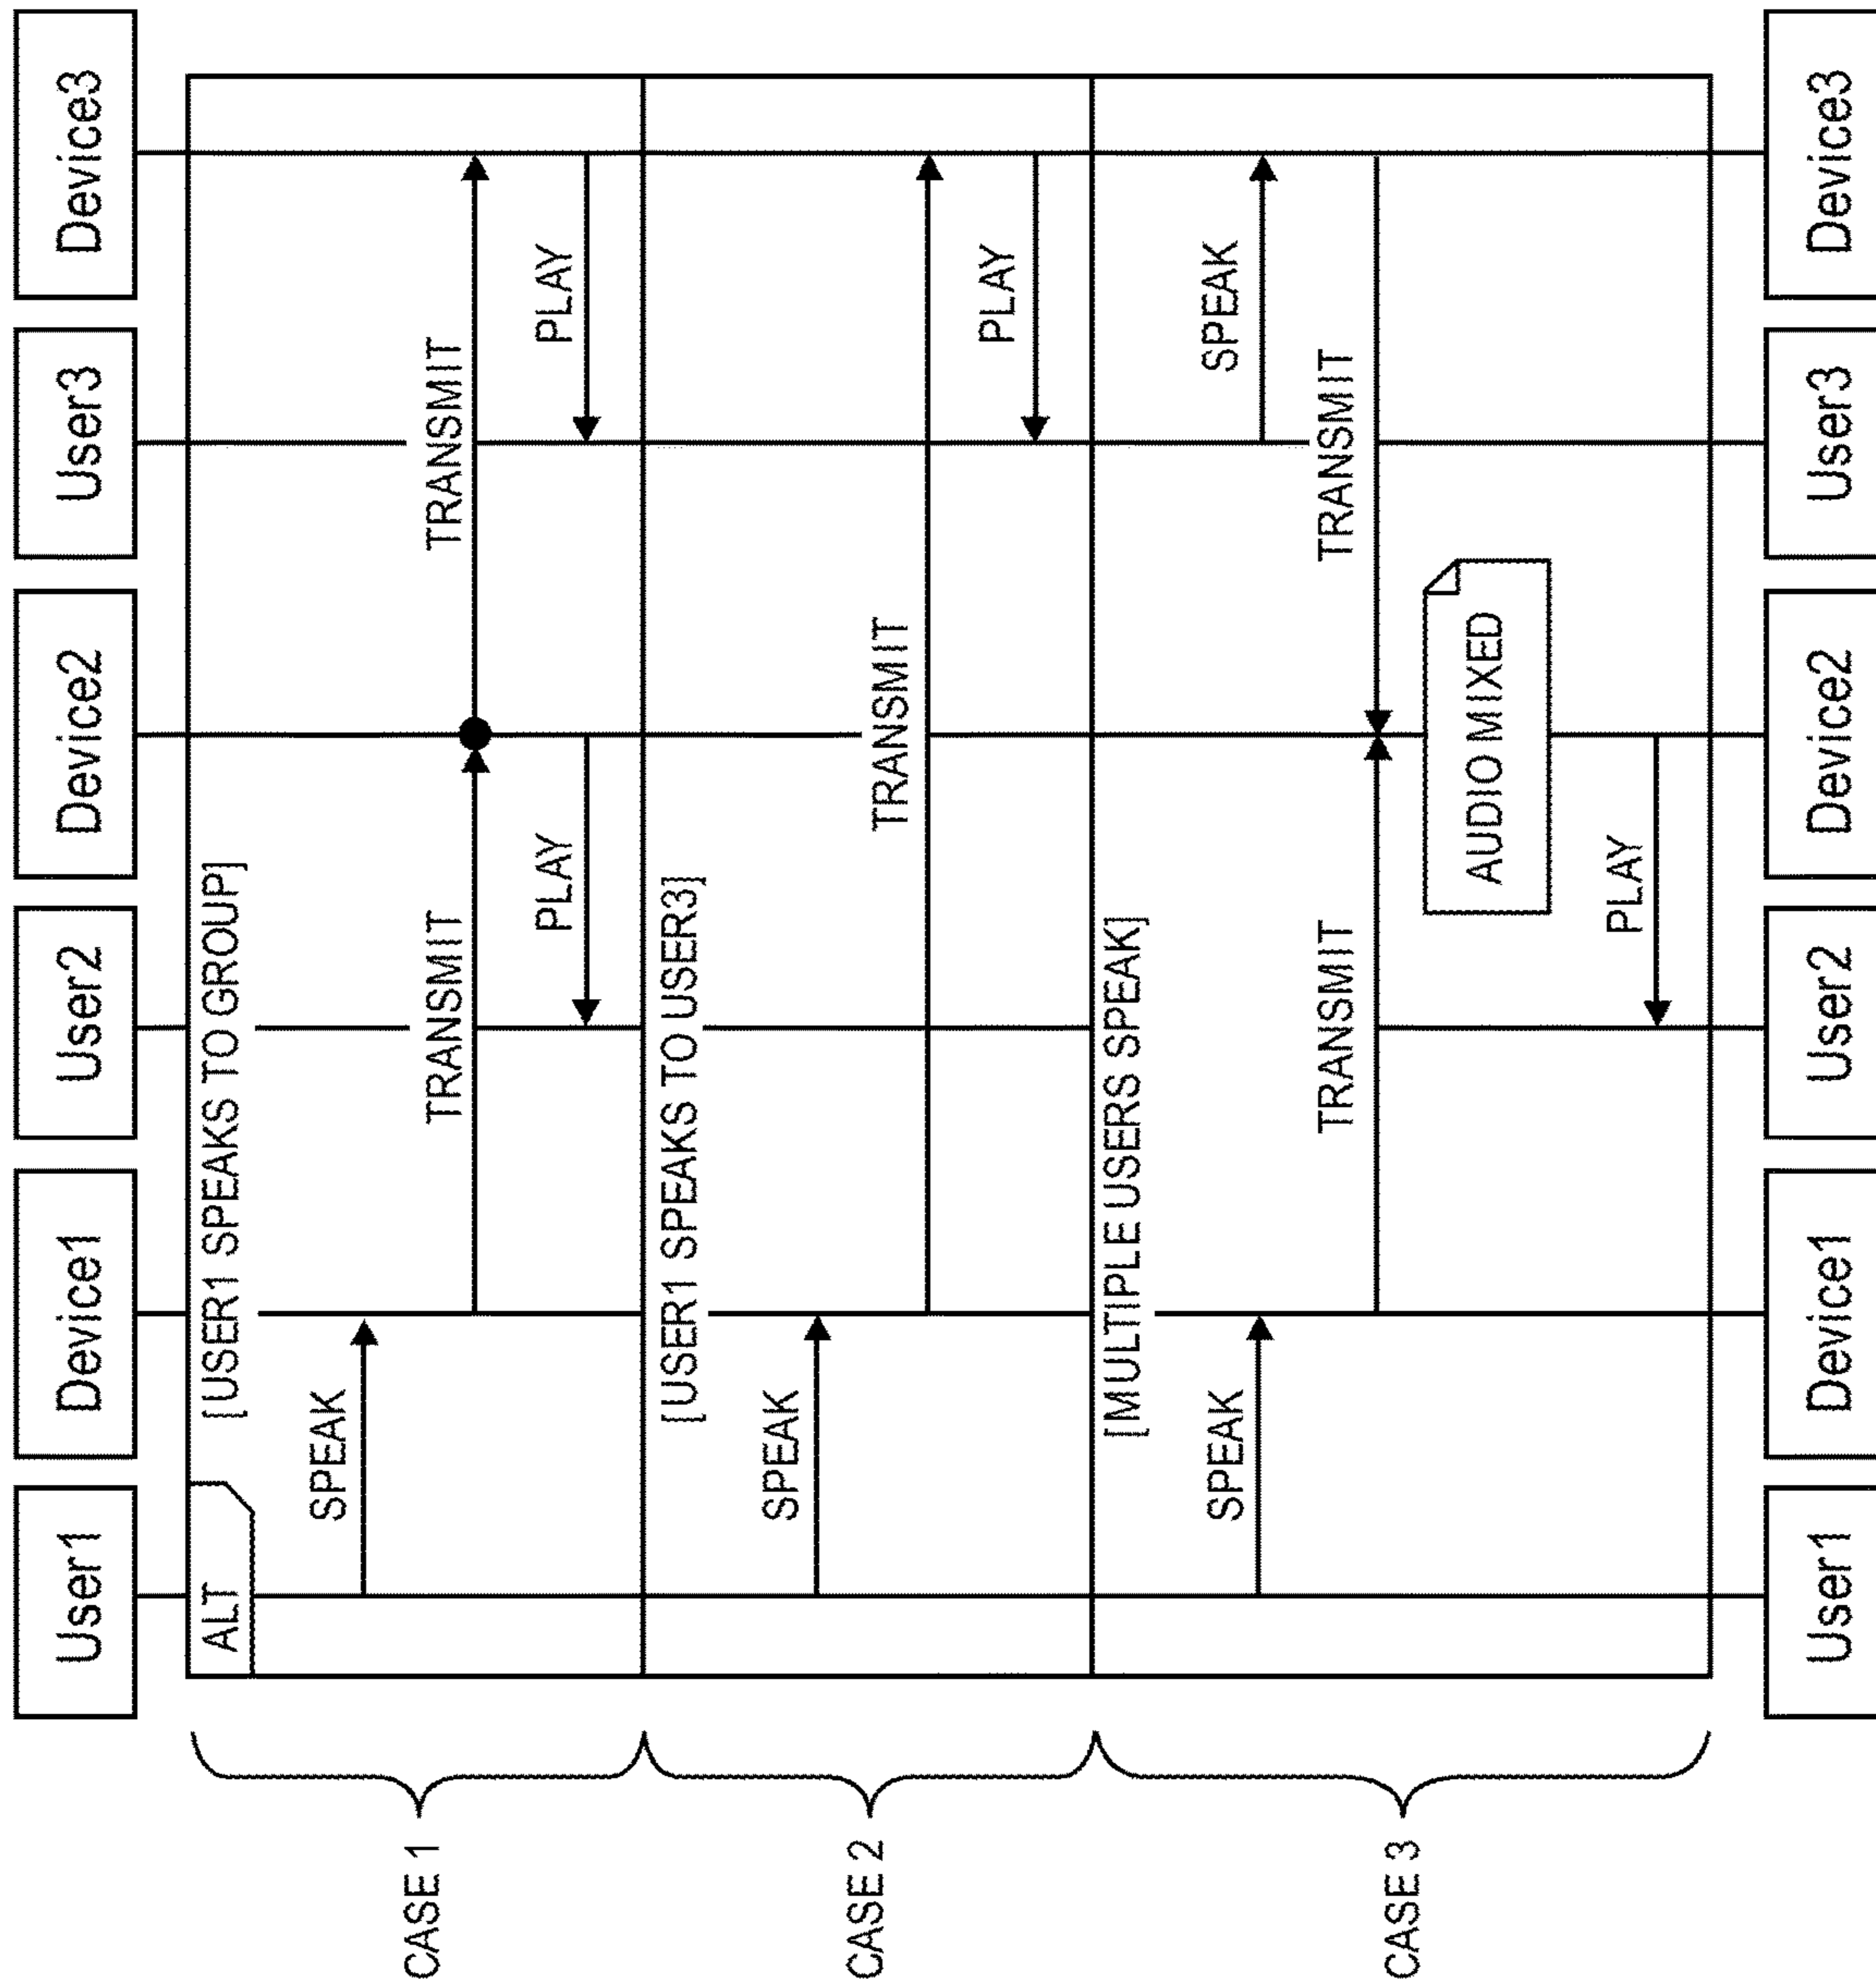 User1
Device1
User2
Device2
User3
Device3
ALT
[USER1 SPEAKS TO GROUP]
CASE 1
SPEAK
TRANSMIT
TRANSMIT
PLAY
PLAY
[USER1 SPEAKS TO USER3]
CASE 2
SPEAK
TRANSMIT
PLAY
[MULTIPLE USERS SPEAK]
CASE 3
SPEAK
SPEAK
TRANSMIT
TRANSMIT
AUDIO MIXED
PLAY
User1
Device1
User2
Device2
User3
Device3